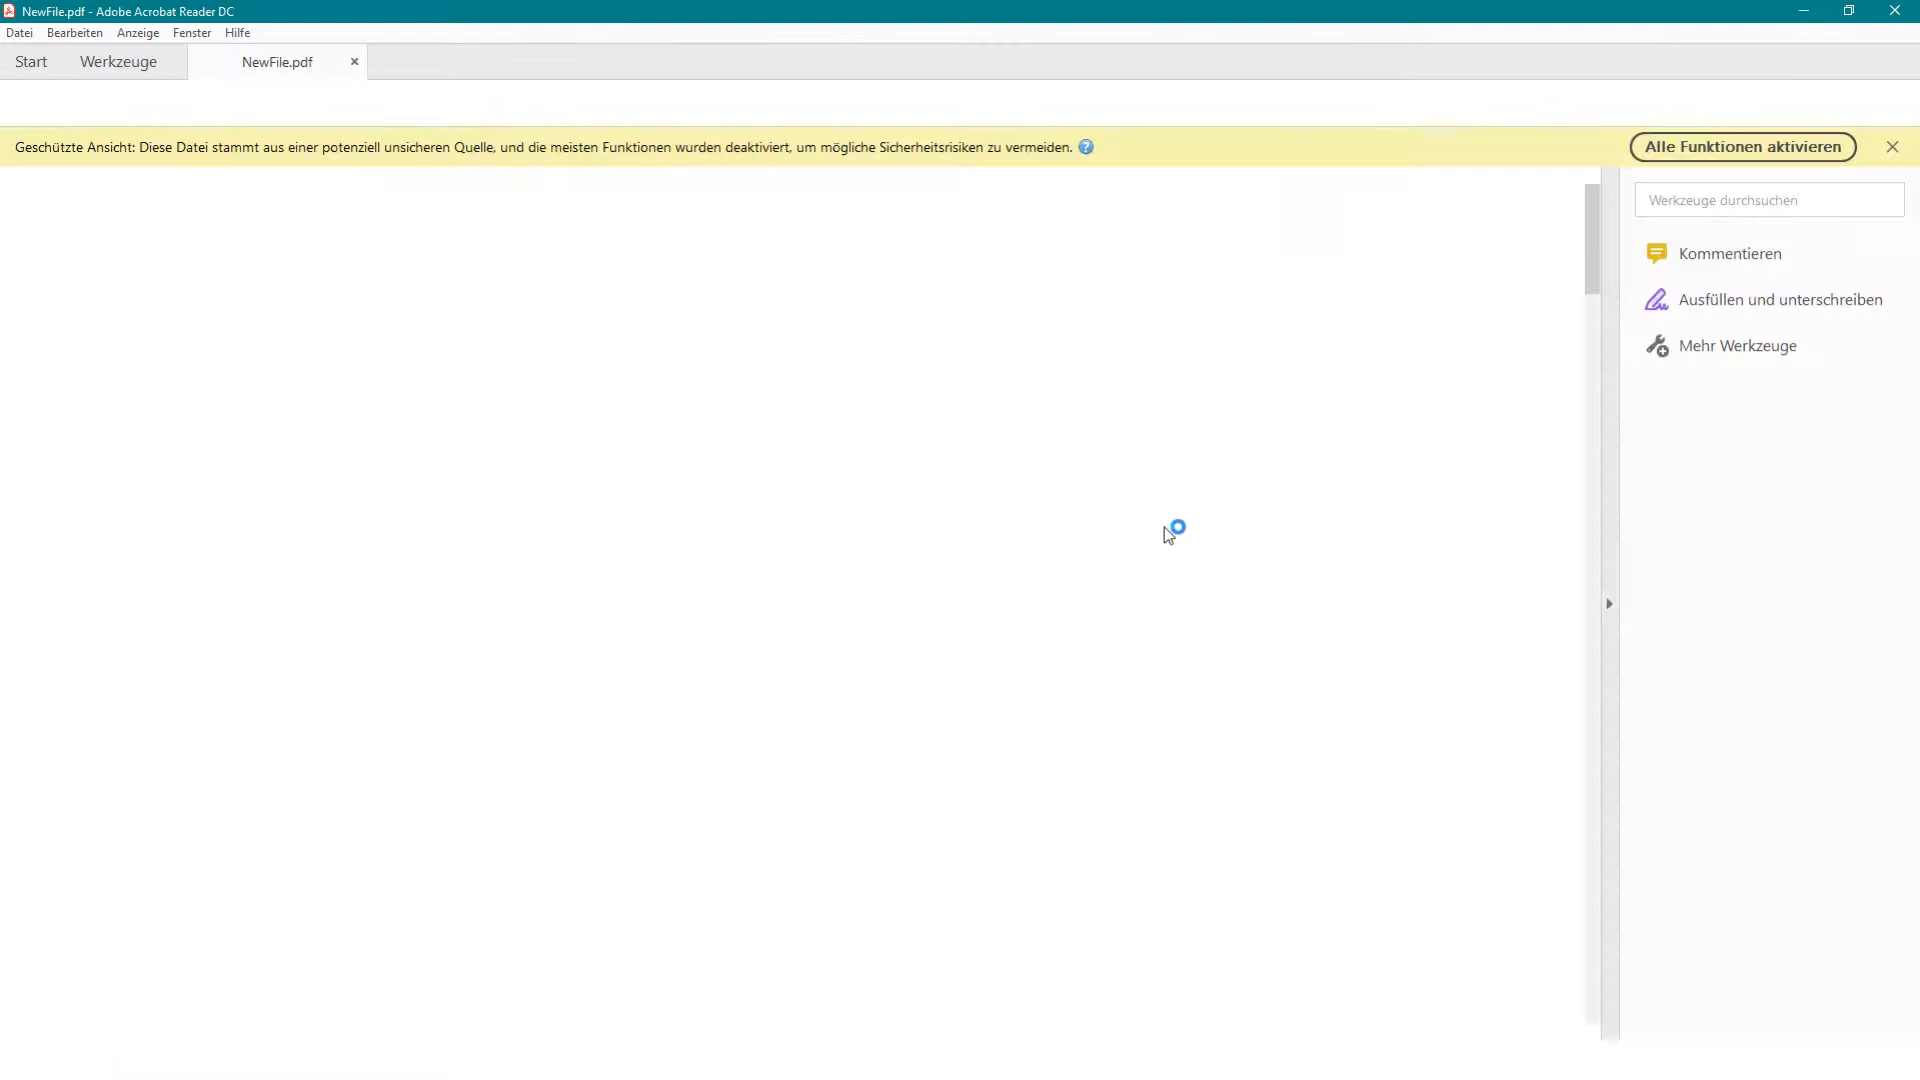 NewFile.pdf - Adobe Acrobat Reader DC
Datei Bearbeiten Anzeige Fenster Hilfe
Start Werkzeuge NewFile.pdf ×
Geschützte Ansicht: Diese Datei stammt aus einer potenziell unsicheren Quelle, und die meisten Funktionen wurden deaktiviert, um mögliche Sicherheitsrisiken zu vermeiden. ? Alle Funktionen aktivieren
Werkzeuge durchsuchen
Kommentieren
Ausfüllen und unterschreiben
Mehr Werkzeuge